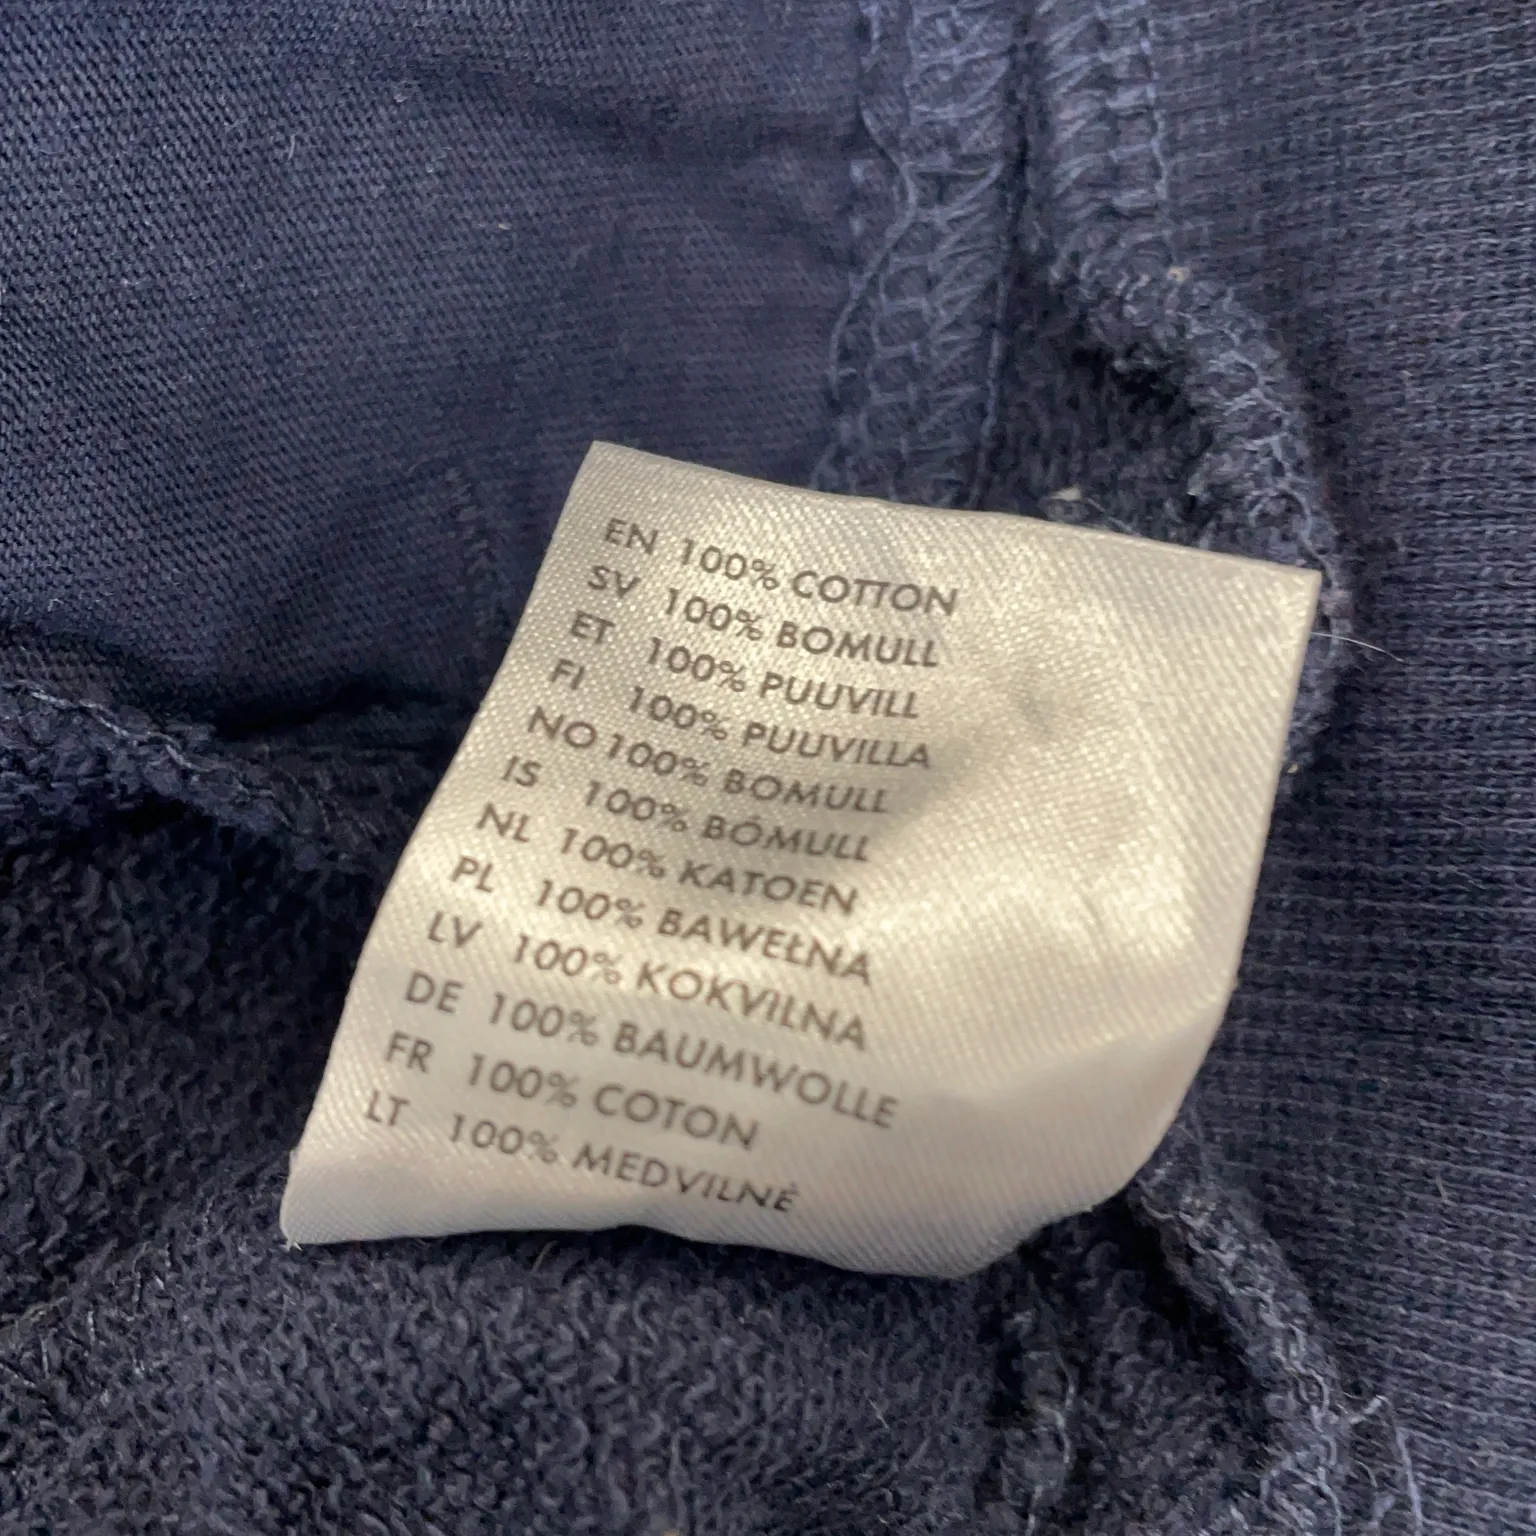 EN 100% COTTON
SV 100% BOMULL
ET 100% PUUVILL
FI 100% PUUVILLA
NO 100% BOMULL
IS 100% BÓMULL
NL 100% KATOEN
PL 100% BAWEŁNA
LV 100% KOKVILNA
DE 100% BAUMWOLLE
FR 100% COTON
LT 100% MEDVILNĖ